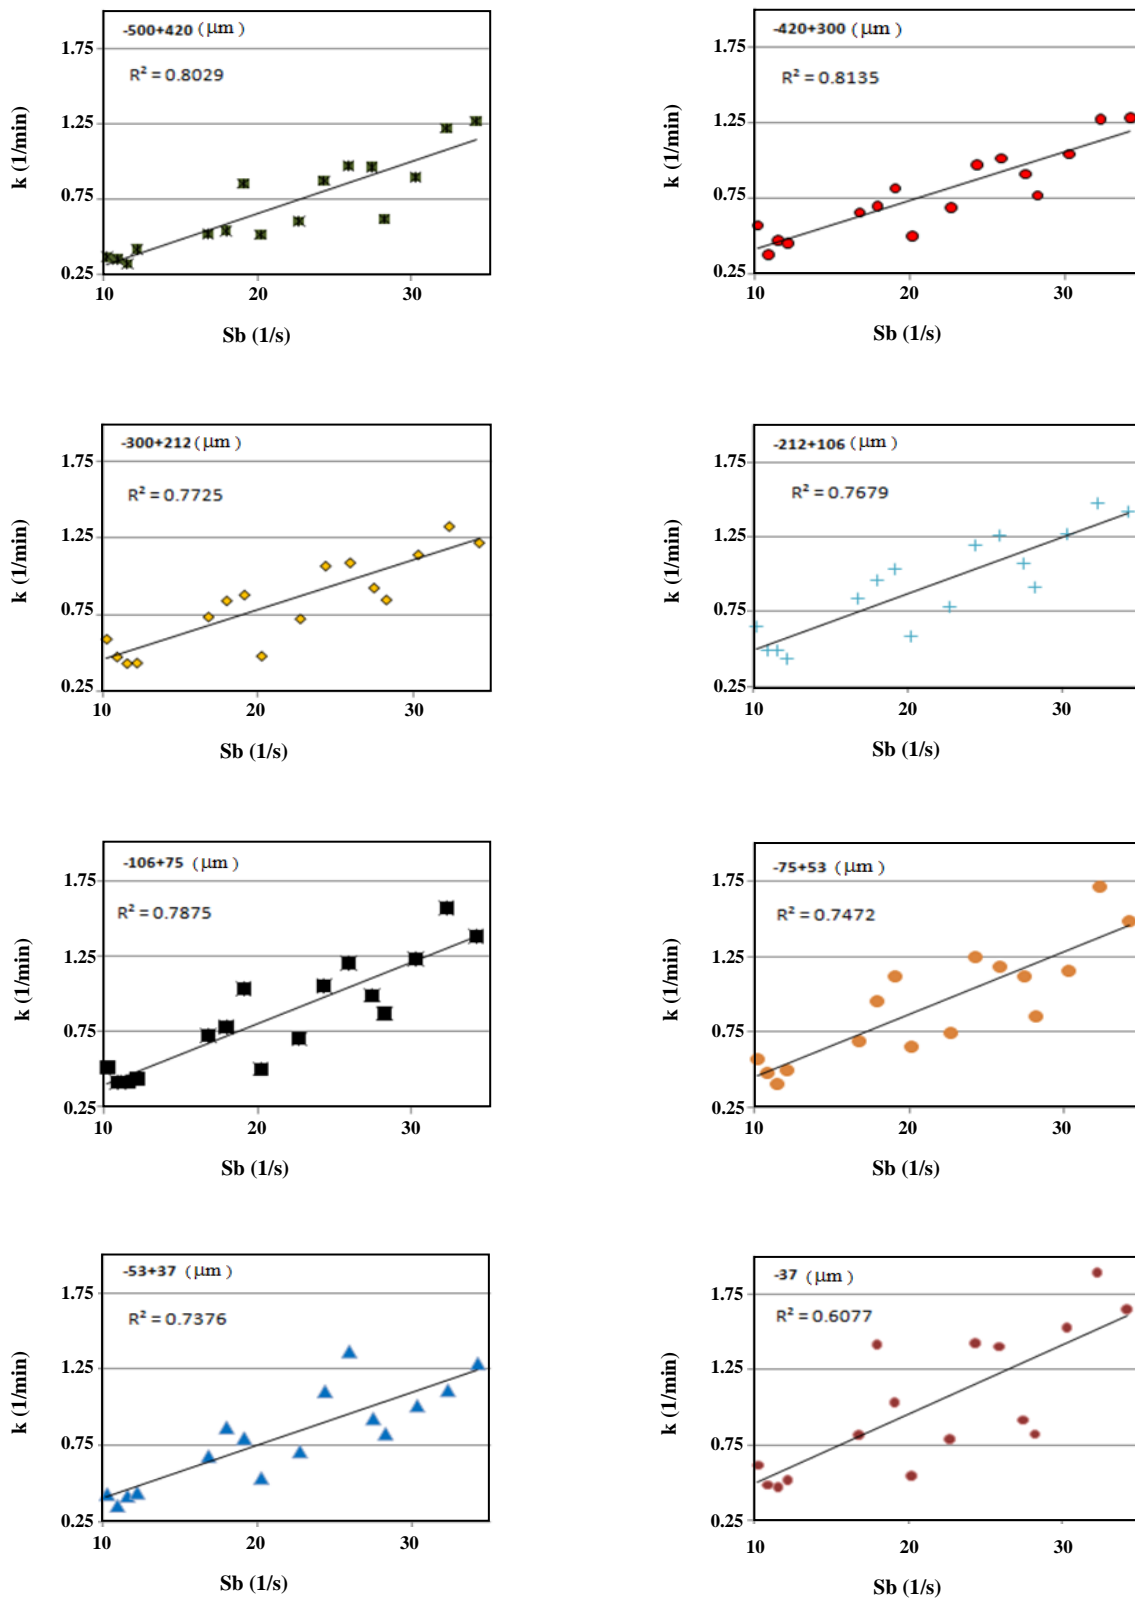 -500+420 (μm)
R² = 0.8029
1.75
1.25
0.75
0.25
10 20 30
k (1/min)
Sb (1/s)
-420+300 (μm)
R² = 0.8135
1.75
1.25
0.75
0.25
10 20 30
k (1/min)
Sb (1/s)
-300+212 (μm)
R² = 0.7725
1.75
1.25
0.75
0.25
10 20 30
k (1/min)
Sb (1/s)
-212+106 (μm)
R² = 0.7679
1.75
1.25
0.75
0.25
10 20 30
k (1/min)
Sb (1/s)
-106+75 (μm)
R² = 0.7875
1.75
1.25
0.75
0.25
10 20 30
k (1/min)
Sb (1/s)
-75+53 (μm)
R² = 0.7472
1.75
1.25
0.75
0.25
10 20 30
k (1/min)
Sb (1/s)
-53+37 (μm)
R² = 0.7376
1.75
1.25
0.75
0.25
10 20 30
k (1/min)
Sb (1/s)
-37 (μm)
R² = 0.6077
1.75
1.25
0.75
0.25
10 20 30
k (1/min)
Sb (1/s)